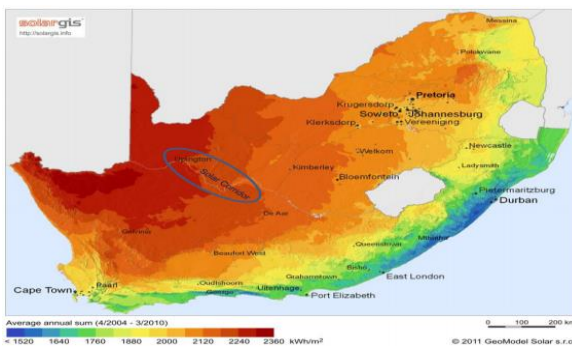 solargis
http://solargis.info
Messina
Polokwane
Pretoria
Krugersdorp
Soweto
Johannesburg
Vereeniging
Klerksdorp
Welkom
Newcastle
Ladysmith
Upington
Solar Corridor
Kimberley
Bloemfontein
Pietermaritzburg
Durban
De Aar
Calvinia
Beaufort West
Queenstown
Bisho
East London
Grahamstown
Cape Town
Paarl
Oudtshoorn
George
Uitenhage
Port Elizabeth
Average annual sum (4/2004 - 3/2010)
< 1520 1640 1760 1880 2000 2120 2240 2360 kWh/m²
0 100 200 km
© 2011 GeoModel Solar s.r.o.